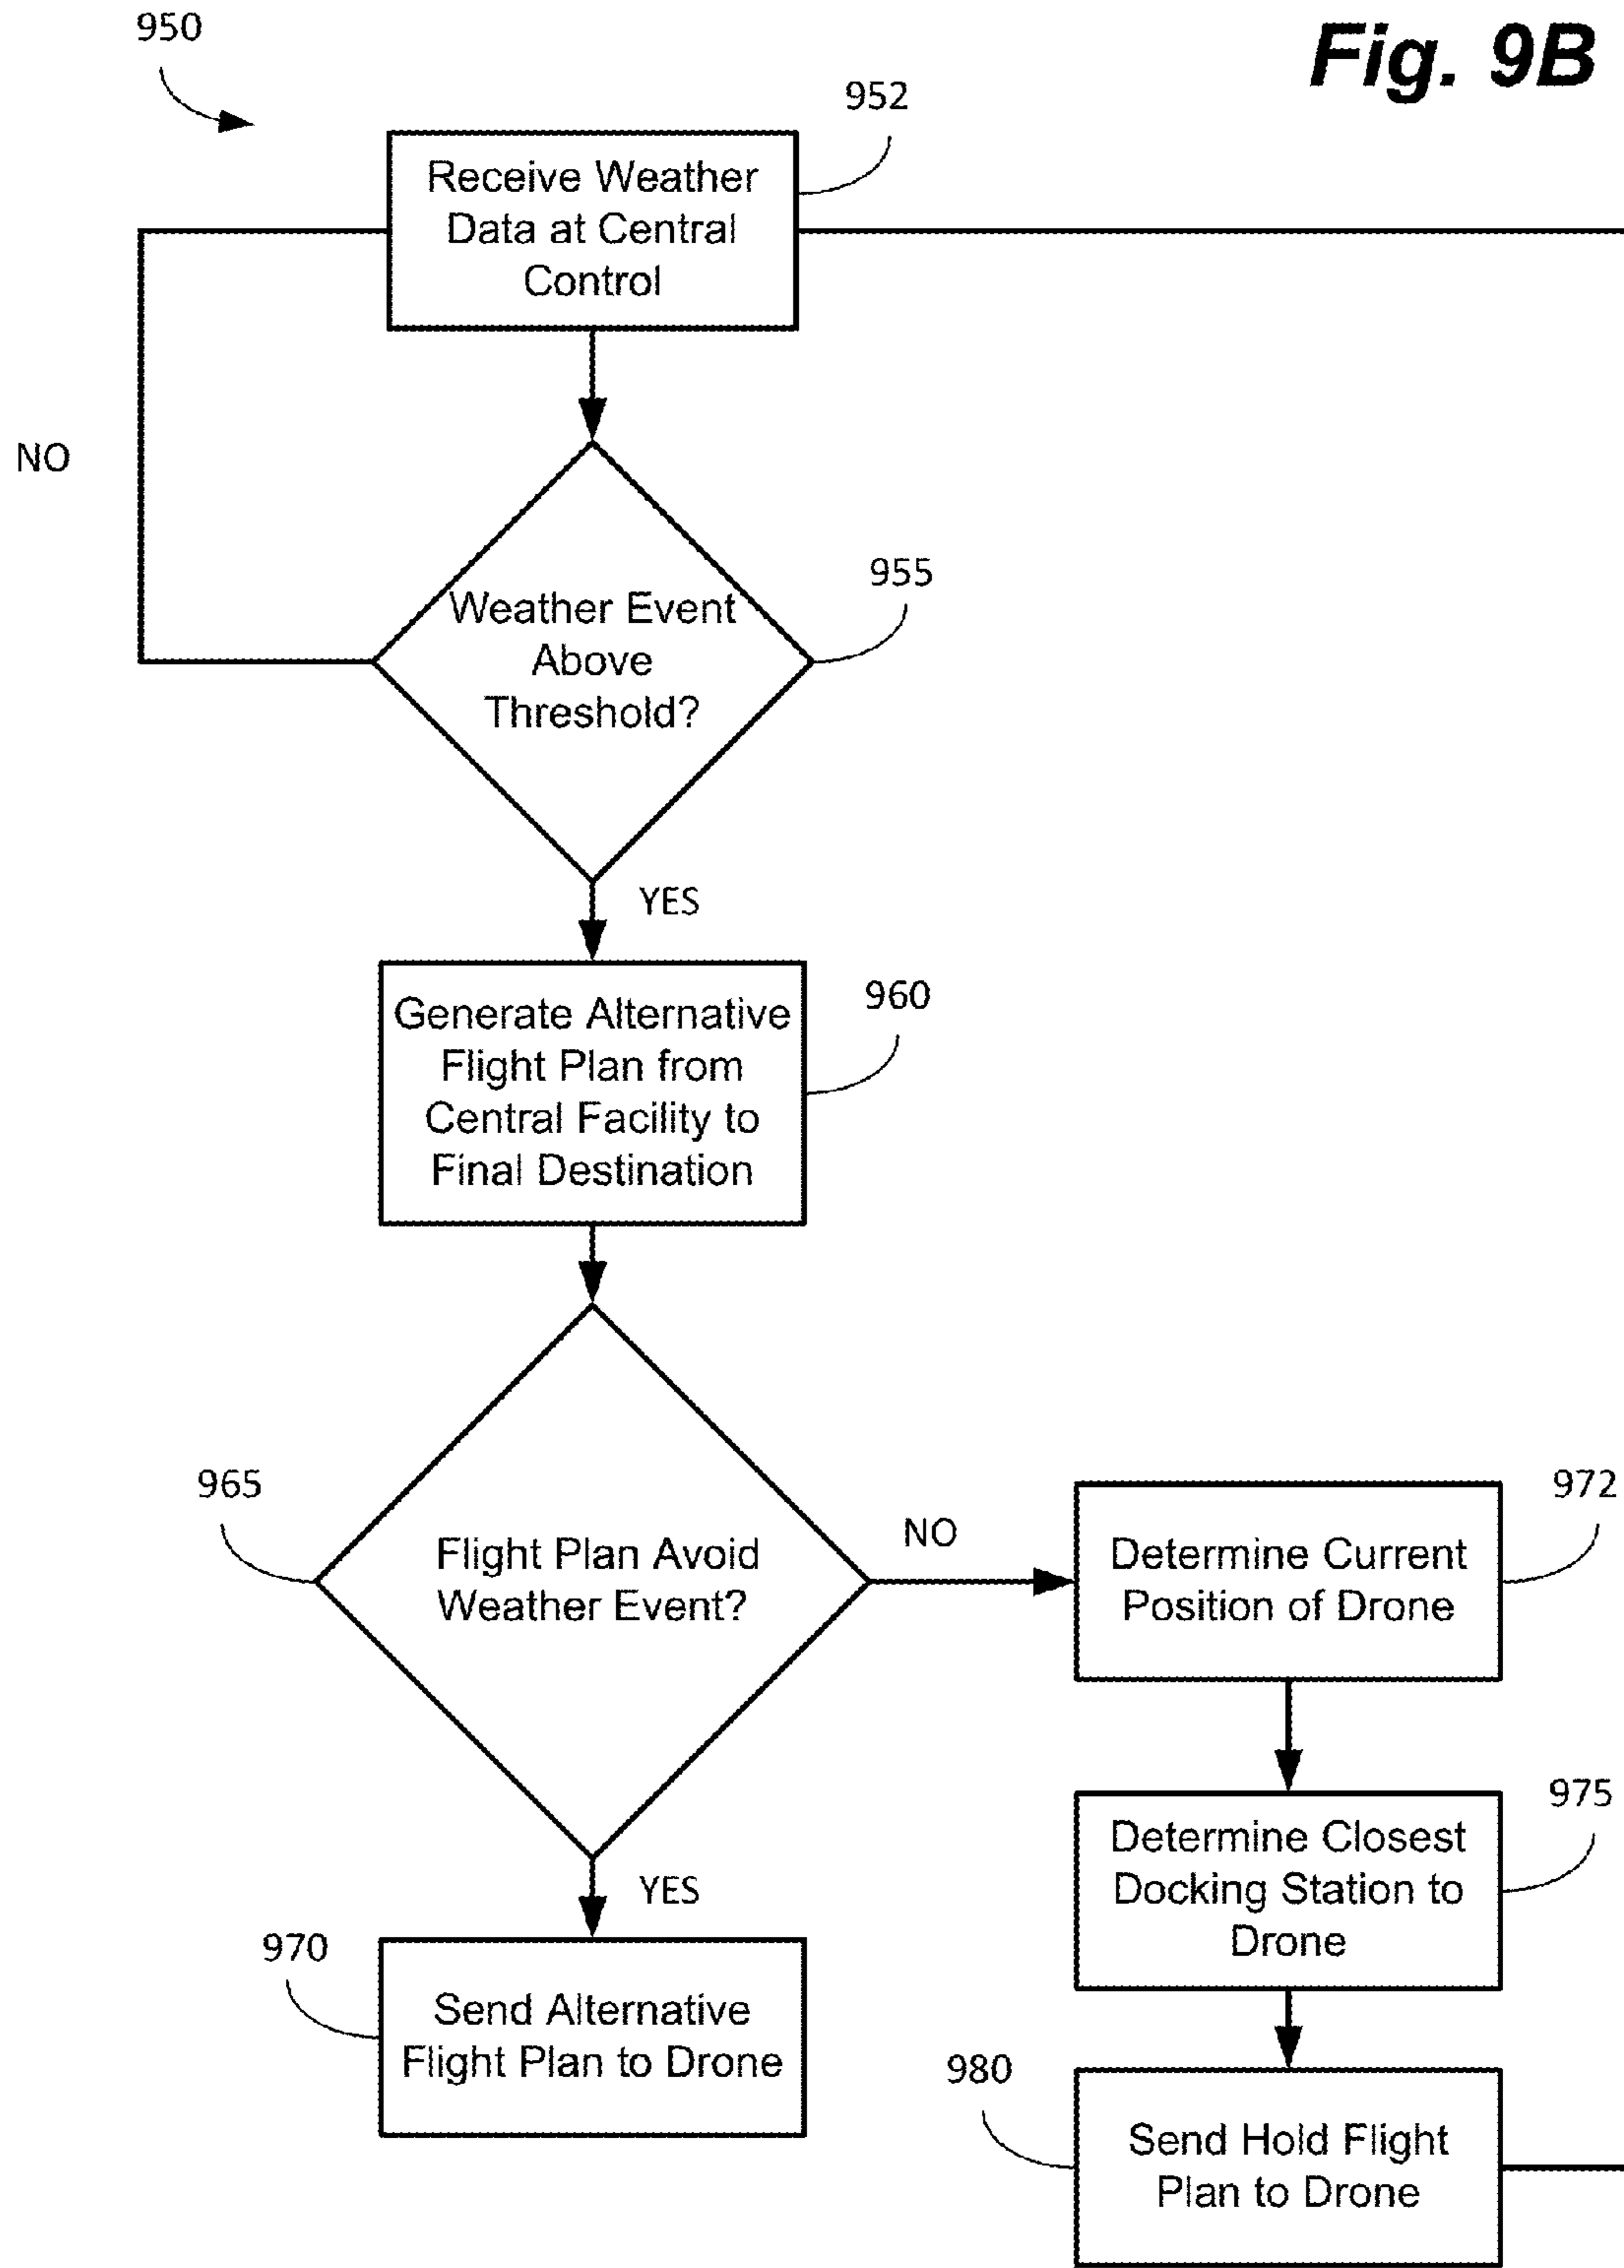 950
Fig. 9B
952
Receive Weather
Data at Central
Control
NO
955
Weather Event
Above
Threshold?
YES
960
Generate Alternative
Flight Plan from
Central Facility to
Final Destination
965
Flight Plan Avoid
Weather Event?
NO
972
Determine Current
Position of Drone
975
Determine Closest
Docking Station to
Drone
YES
970
Send Alternative
Flight Plan to Drone
980
Send Hold Flight
Plan to Drone